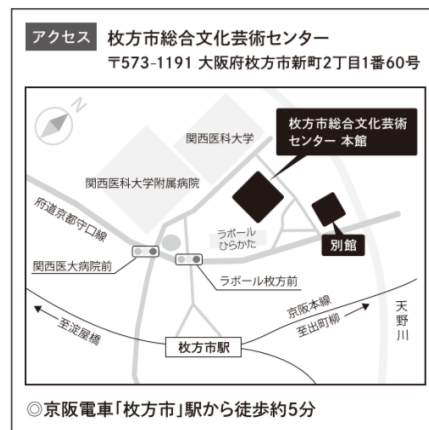 アクセス 枚方市総合文化芸術センター
〒573-1191 大阪府枚方市新町2丁目1番60号
N
関西医科大学
枚方市総合文化芸術
センター 本館
関西医科大学附属病院
府道京都守口線
ラポール
ひらかた
別館
関西医大病院前
ラポール枚方前
天野川
京阪本線
至出町柳
至淀屋橋
枚方市駅
◎京阪電車「枚方市」駅から徒歩約5分